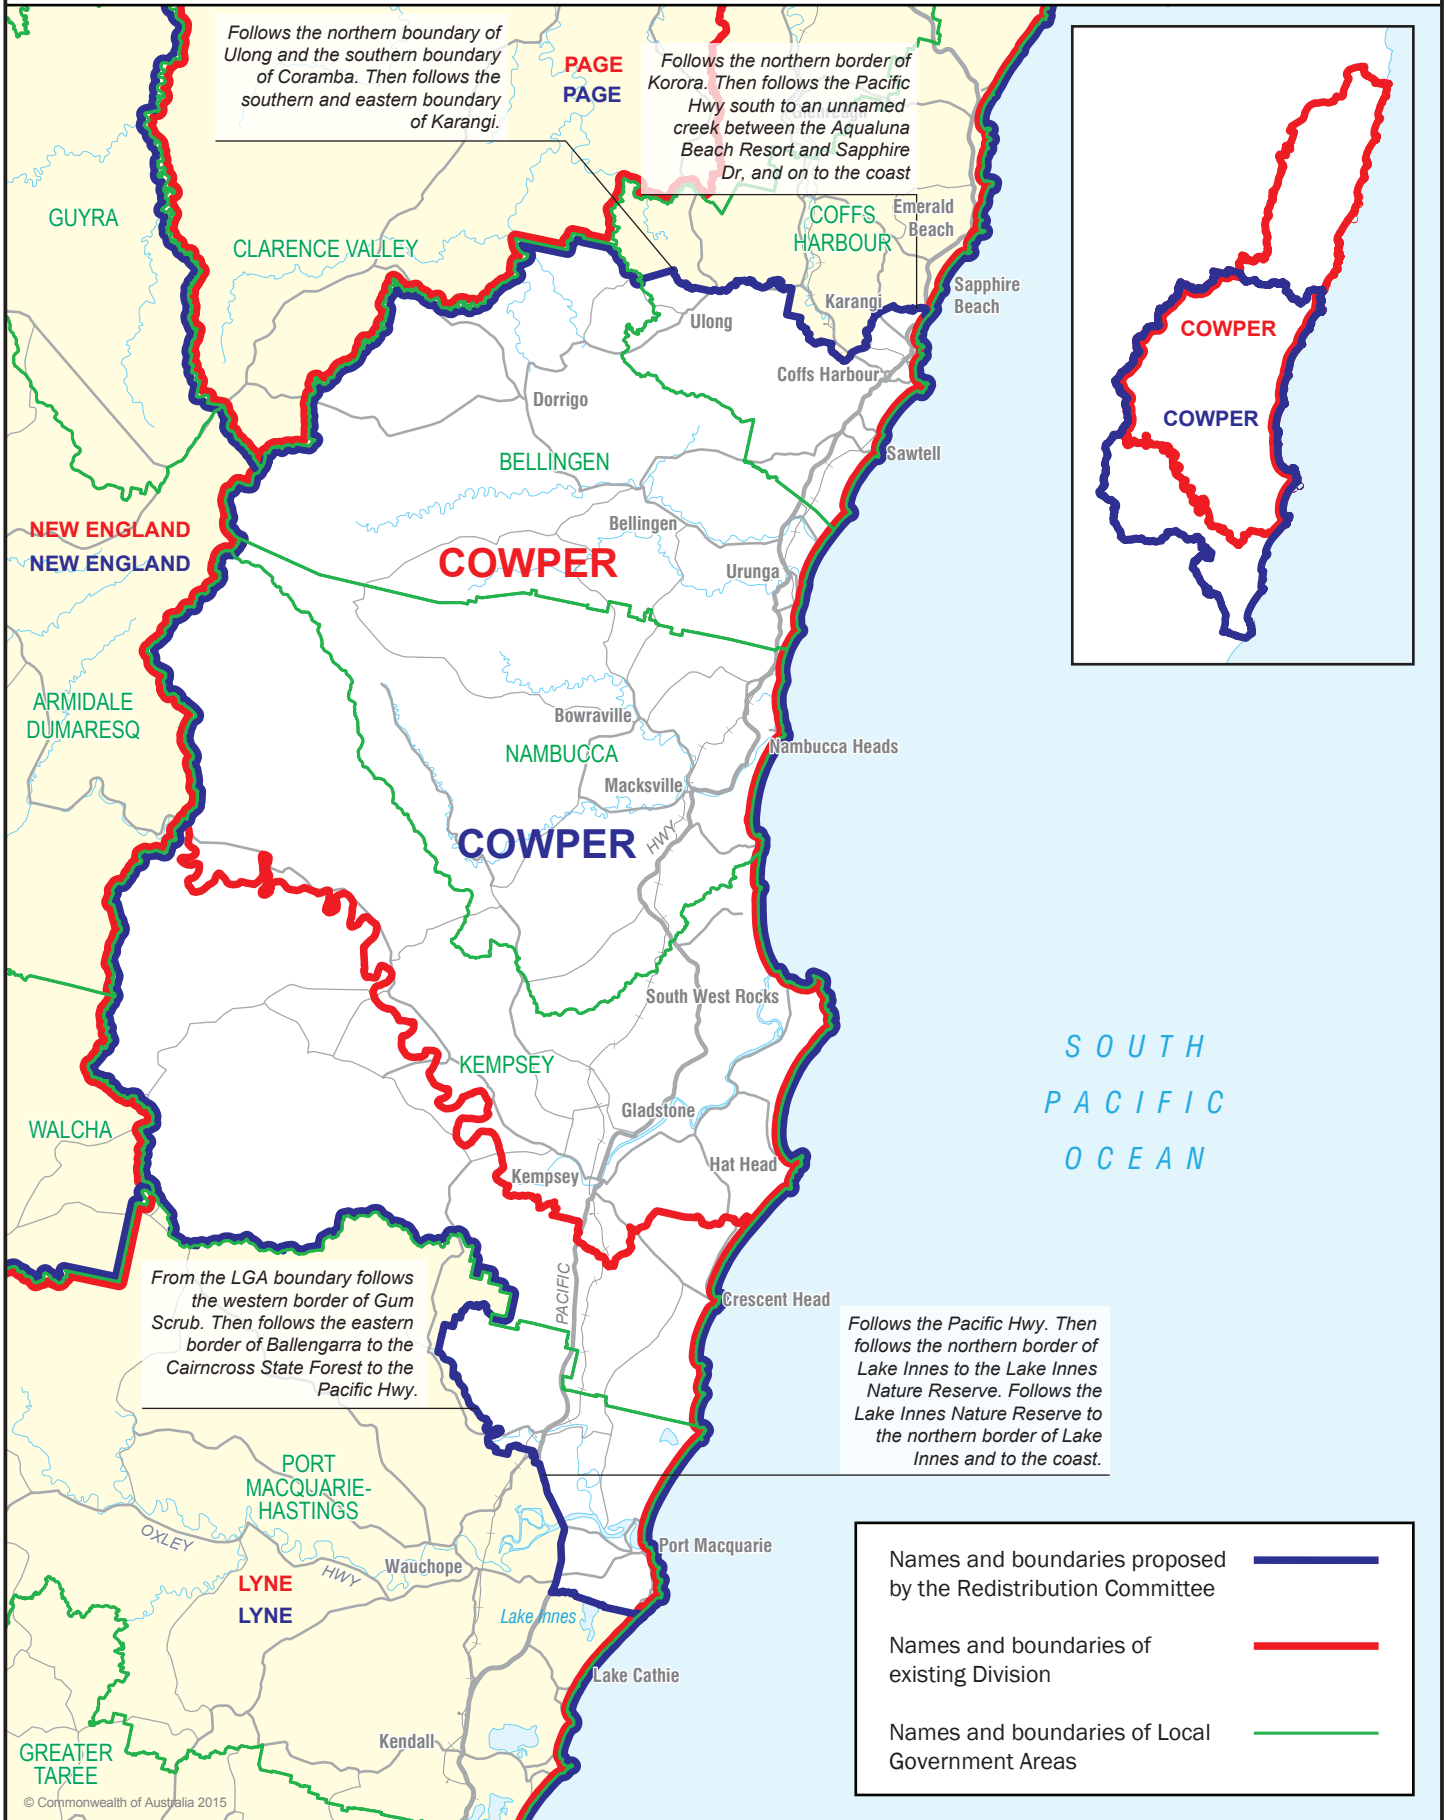 Follows the northern boundary of
Ulong and the southern boundary
of Coramba. Then follows the
southern and eastern boundary
of Karangi.
PAGE
PAGE
Follows the northern border of
Korora. Then follows the Pacific
Hwy south to an unnamed
creek between the Aqualuna
Beach Resort and Sapphire
Dr, and on to the coast
Glenreagh
GUYRA
CLARENCE VALLEY
COFFS
HARBOUR
Emerald
Beach
Sapphire
Beach
Karangi
Ulong
Coffs Harbour
Dorrigo
Sawtell
BELLINGEN
NEW ENGLAND
NEW ENGLAND
Bellingen
COWPER
Urunga
ARMIDALE
DUMARESQ
Bowraville
NAMBUCCA
Nambucca Heads
Macksville
COWPER
HWY
South West Rocks
KEMPSEY
Gladstone
WALCHA
Hat Head
Kempsey
PACIFIC
Crescent Head
From the LGA boundary follows
the western border of Gum
Scrub. Then follows the eastern
border of Ballengarra to the
Cairncross State Forest to the
Pacific Hwy.
Follows the Pacific Hwy. Then
follows the northern border of
Lake Innes to the Lake Innes
Nature Reserve. Follows the
Lake Innes Nature Reserve to
the northern border of Lake
Innes and to the coast.
PORT
MACQUARIE-
HASTINGS
OXLEY
HWY
Wauchope
Port Macquarie
LYNE
LYNE
Lake Innes
Lake Cathie
Kendall
GREATER
TAREE
© Commonwealth of Australia 2015
COWPER
COWPER
SOUTH
PACIFIC
OCEAN
Names and boundaries proposed
by the Redistribution Committee
Names and boundaries of
existing Division
Names and boundaries of Local
Government Areas